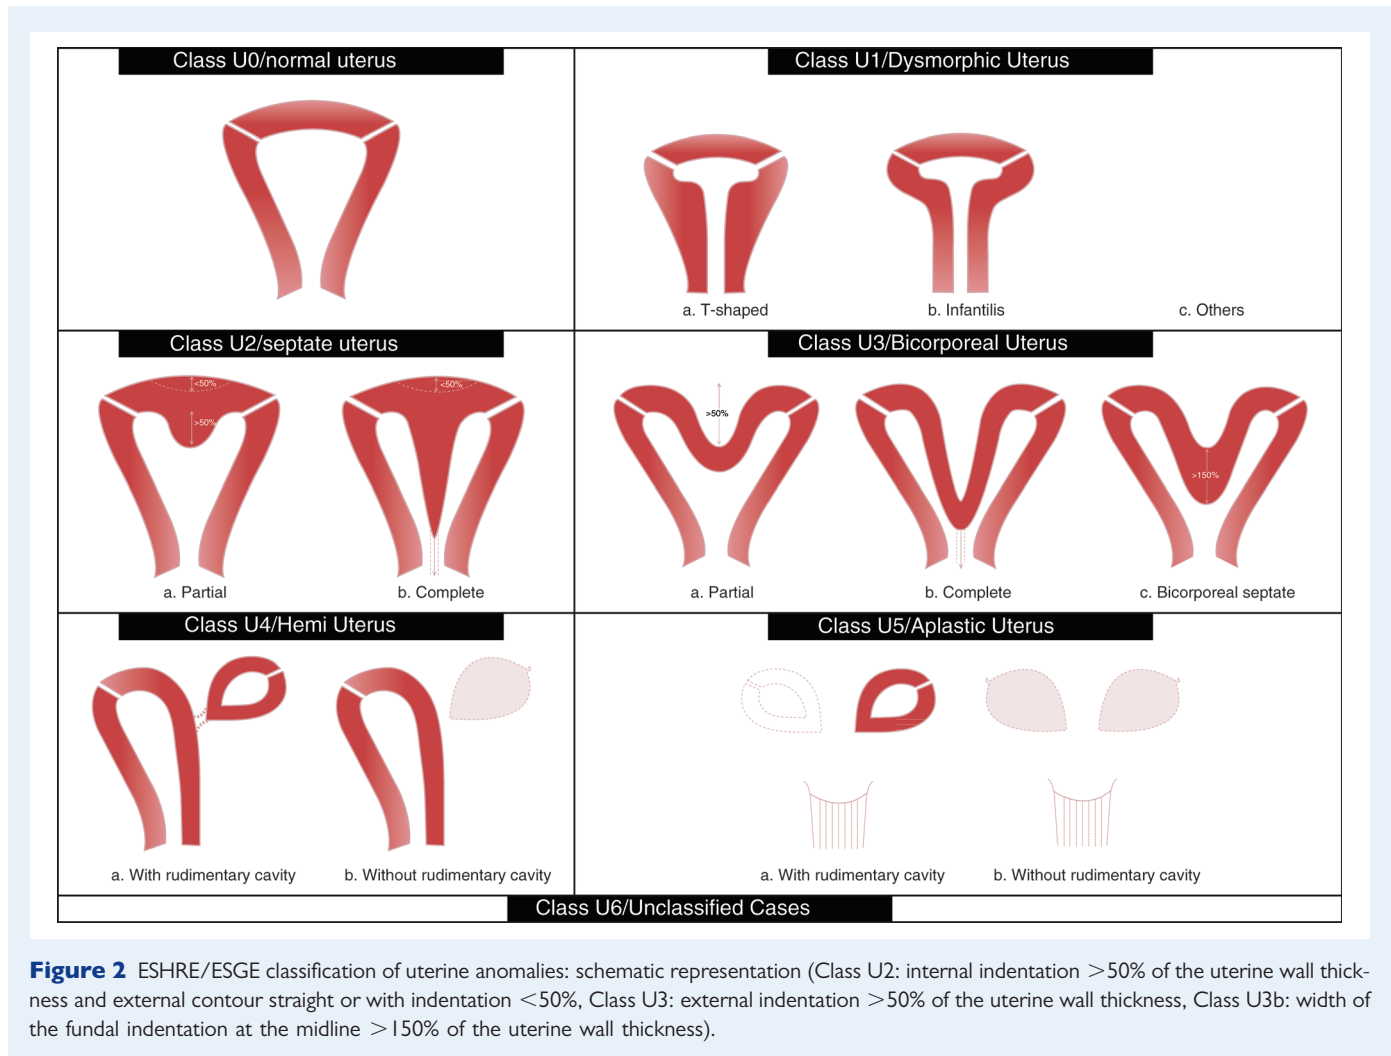 Class U0/normal uterus
Class U1/Dysmorphic Uterus
a. T-shaped
b. Infantilis
c. Others
Class U2/septate uterus
<50%
>50%
<50%
a. Partial
b. Complete
Class U3/Bicorporeal Uterus
>50%
>150%
a. Partial
b. Complete
c. Bicorporeal septate
Class U4/Hemi Uterus
a. With rudimentary cavity
b. Without rudimentary cavity
Class U5/Aplastic Uterus
a. With rudimentary cavity
b. Without rudimentary cavity
Class U6/Unclassified Cases
Figure 2 ESHRE/ESGE classification of uterine anomalies: schematic representation (Class U2: internal indentation >50% of the uterine wall thick-
ness and external contour straight or with indentation <50%, Class U3: external indentation >50% of the uterine wall thickness, Class U3b: width of
the fundal indentation at the midline >150% of the uterine wall thickness).